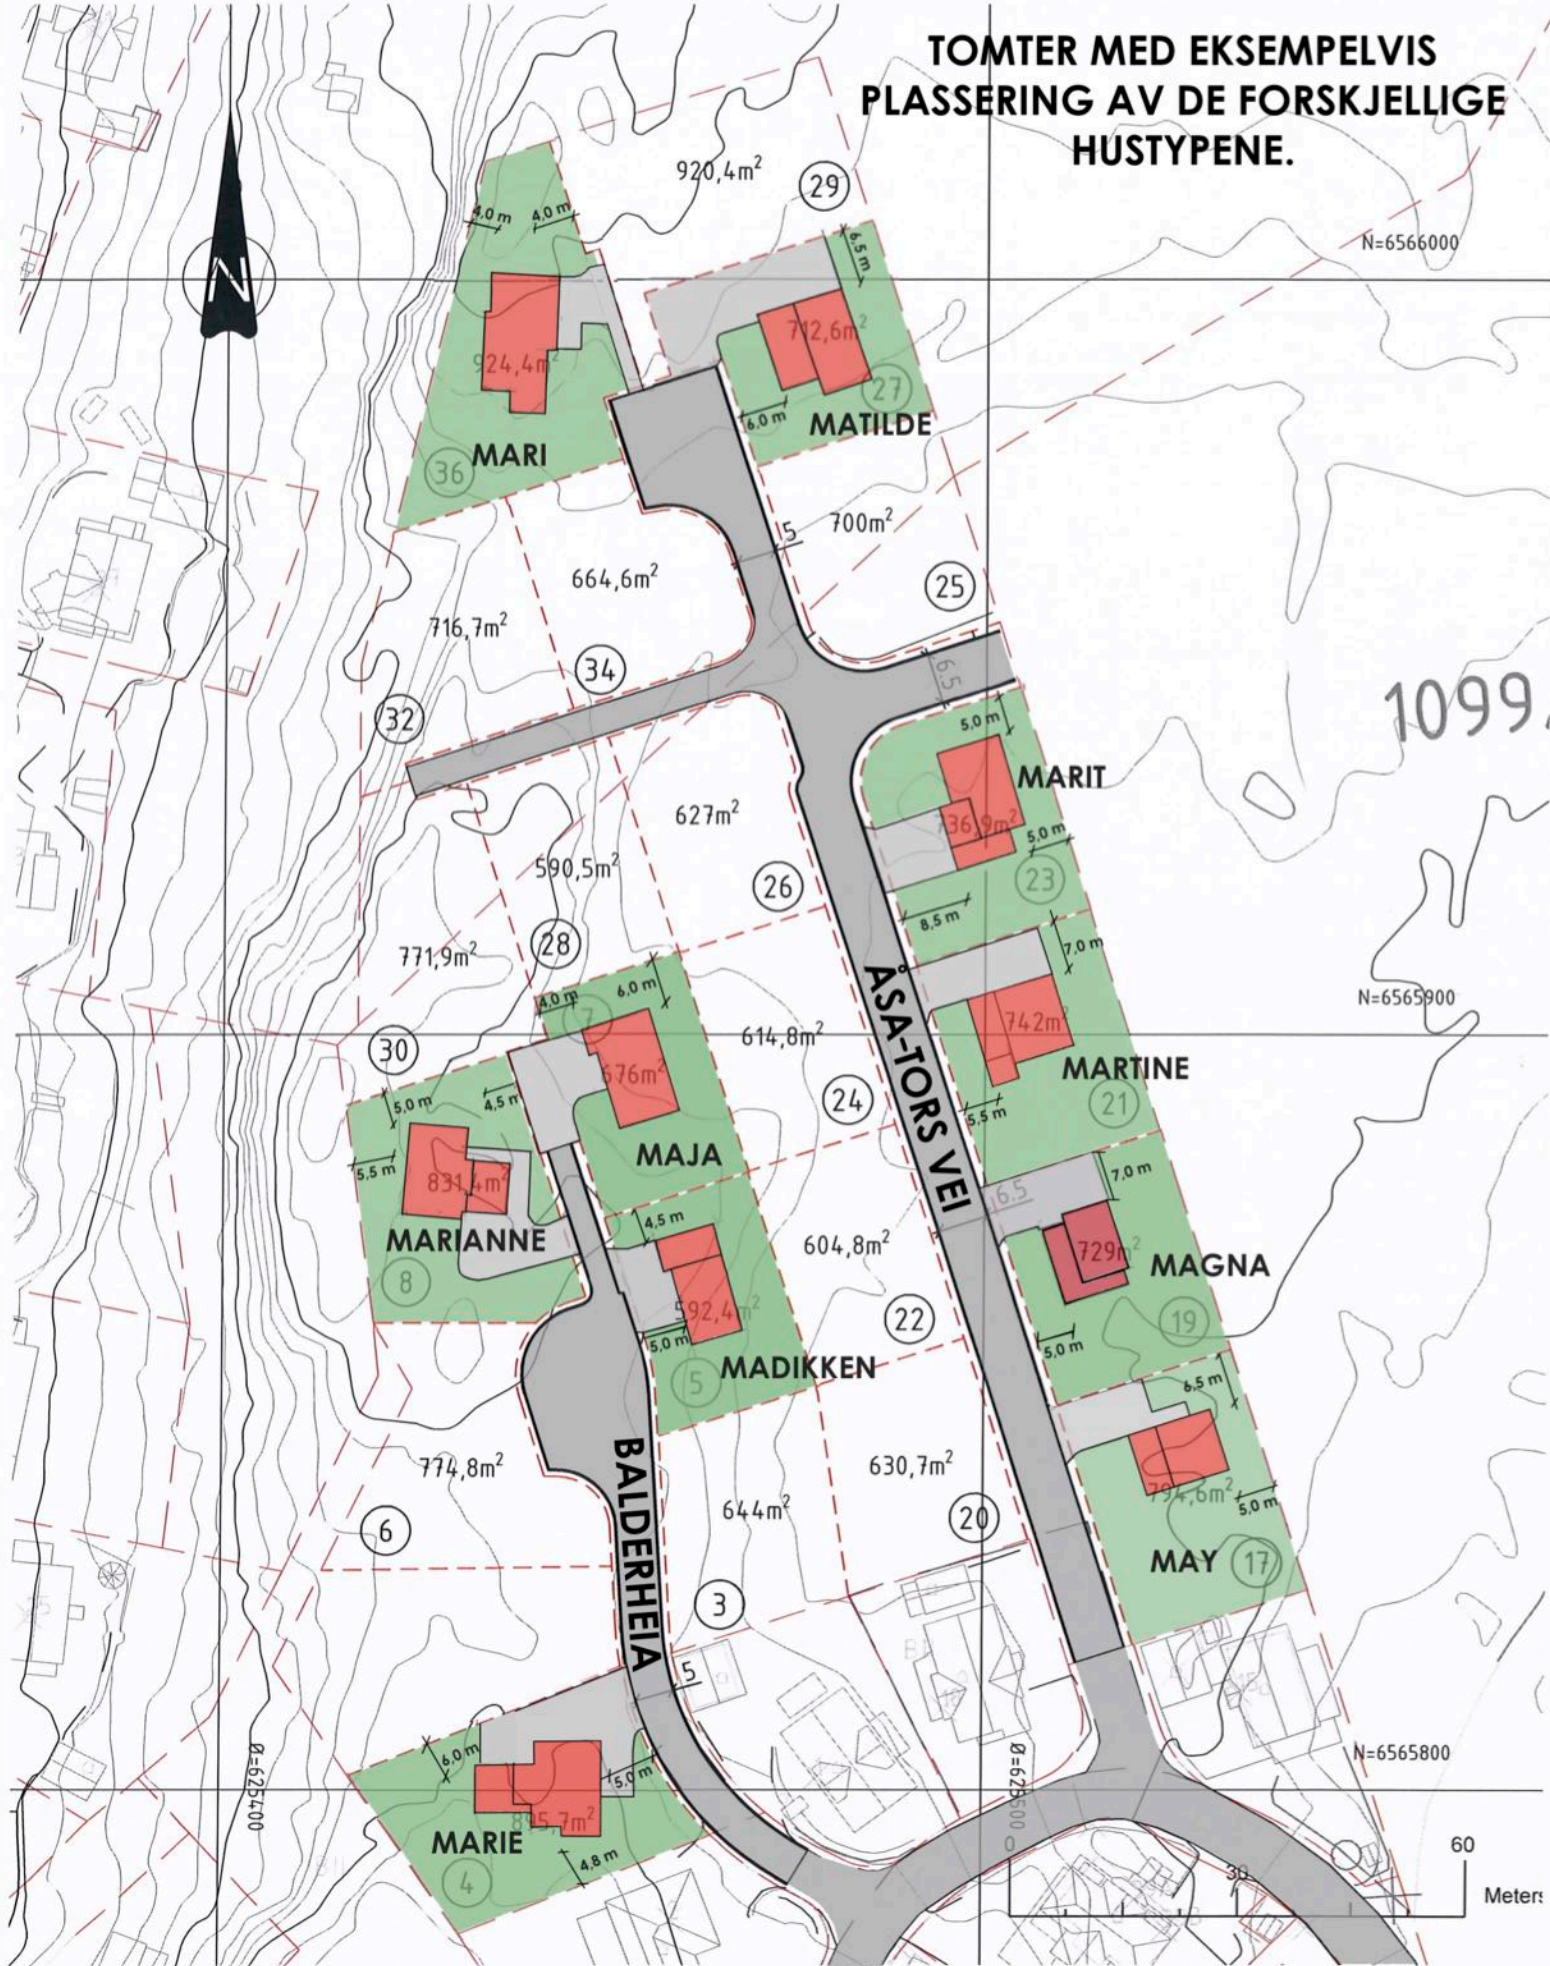 TOMTER MED EKSEMPELVIS
PLASSERING AV DE FORSKJELLIGE
HUSTYPENE.
920,4m²
29
N=6566000
4,0 m
4,0 m
6,5 m
N
924,4m²
712,6m²
27
6,0 m
MATILDE
MARI
36
5
700m²
664,6m²
25
716,7m²
34
6.5
32
1099
5,0 m
MARIT
627m²
736,9m²
5,0 m
590,5m²
26
23
8,5 m
28
771,9m²
7,0 m
4,0 m
6,0 m
N=6565900
7
742m²
614,8m²
30
676m²
MARTINE
5,0 m
4,5 m
24
21
5,5 m
ÅSA-TORS VEI
MAJA
5,5 m
7,0 m
831,4m²
6.5
4,5 m
MARIANNE
604,8m²
729m²
MAGNA
8
592,4m²
22
19
5,0 m
5,0 m
MADIKKEN
5
6,5 m
774,8m²
630,7m²
BALDERHEIA
794,6m²
5,0 m
644m²
6
20
MAY
17
3
5
N=6565800
Ø=625400
Ø=625500
6,0 m
5,0 m
895,7m²
MARIE
4,8 m
4
0
30
60
Meters